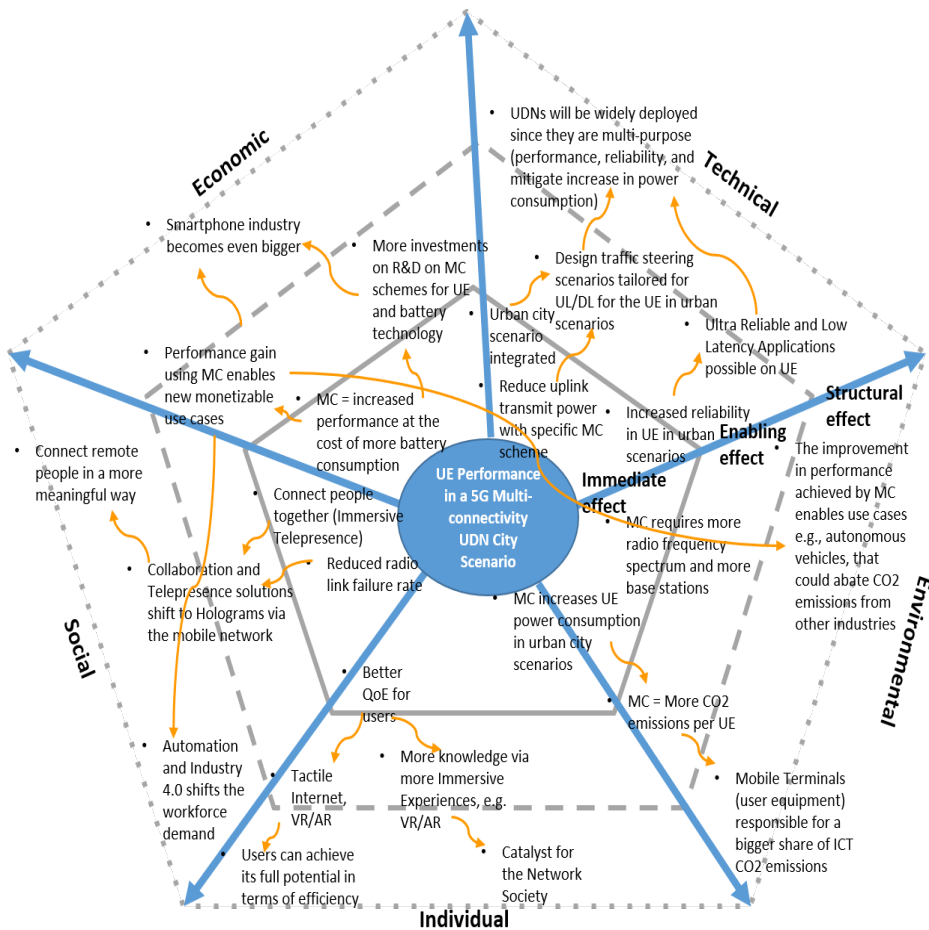 • UDNs will be widely deployed
since they are multi-purpose
(performance, reliability, and
mitigate increase in power
consumption)
Economic
Technical
• Smartphone industry
becomes even bigger
• More investments
on R&D on MC
schemes for UE
and battery
technology
• Design traffic steering
scenarios tailored for
UL/DL for the UE in urban
scenarios
• Urban city
scenario
integrated
• Ultra Reliable and Low
Latency Applications
possible on UE
• Performance gain
using MC enables
new monetizable
use cases
• MC = increased
performance at the
cost of more battery
consumption
• Reduce uplink
transmit power
with specific MC
scheme
• Increased reliability
in UE in urban
scenarios
Structural
effect
Enabling
effect
Immediate
effect
• Connect remote
people in a more
meaningful way
• Connect people
together (Immersive
Telepresence)
UE Performance
in a 5G Multi-
connectivity
UDN City
Scenario
• The improvement
in performance
achieved by MC
enables use cases
e.g., autonomous
vehicles, that
could abate CO2
emissions from
other industries
• MC requires more
radio frequency
spectrum and more
base stations
• Collaboration and
Telepresence solutions
shift to Holograms via
the mobile network
• Reduced radio
link failure rate
• MC increases UE
power consumption
in urban city
scenarios
Social
Environmental
• Better
QoE for
users
• MC = More CO2
emissions per UE
• Automation
and Industry
4.0 shifts the
workforce
demand
• Tactile
Internet,
VR/AR
• More knowledge via
more Immersive
Experiences, e.g.
VR/AR
• Mobile Terminals
(user equipment)
responsible for a
bigger share of ICT
CO2 emissions
• Users can achieve
its full potential in
terms of efficiency
• Catalyst for
the Network
Society
Individual